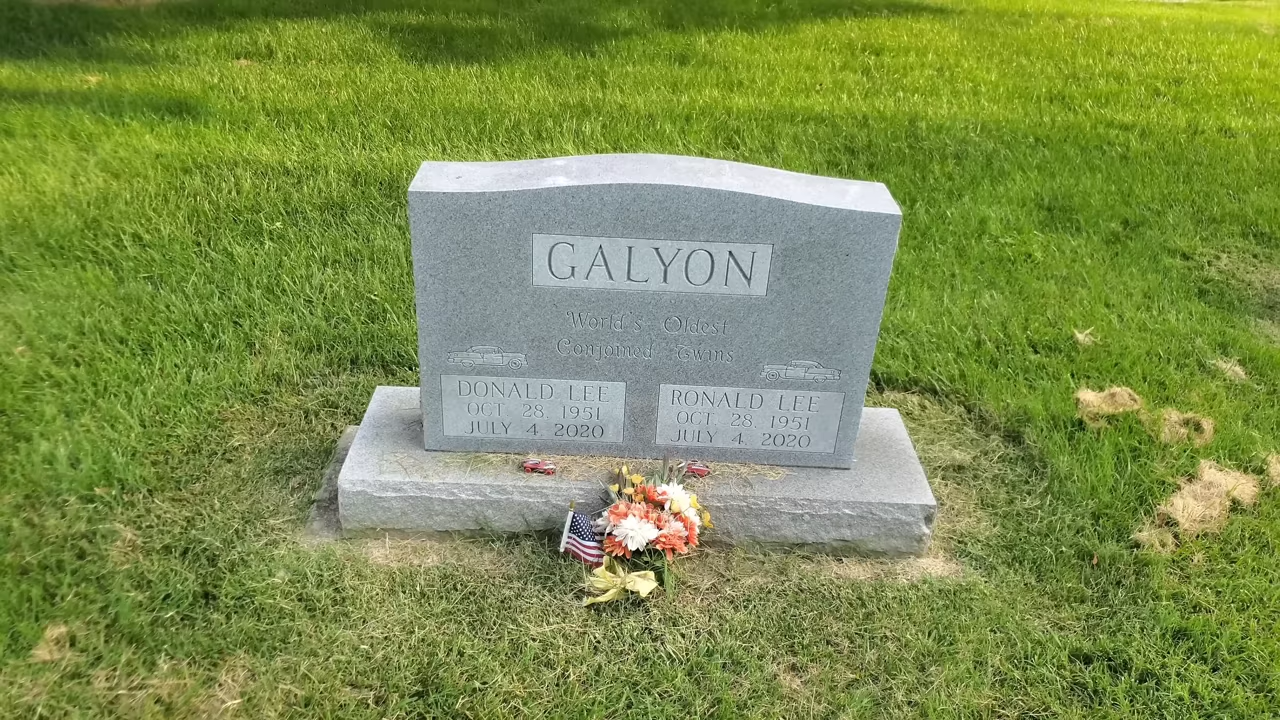 GALYON
World's Oldest
Conjoined Twins
DONALD LEE
OCT. 28, 1951
JULY 4, 2020
RONALD LEE
OCT. 28, 1951
JULY 4, 2020